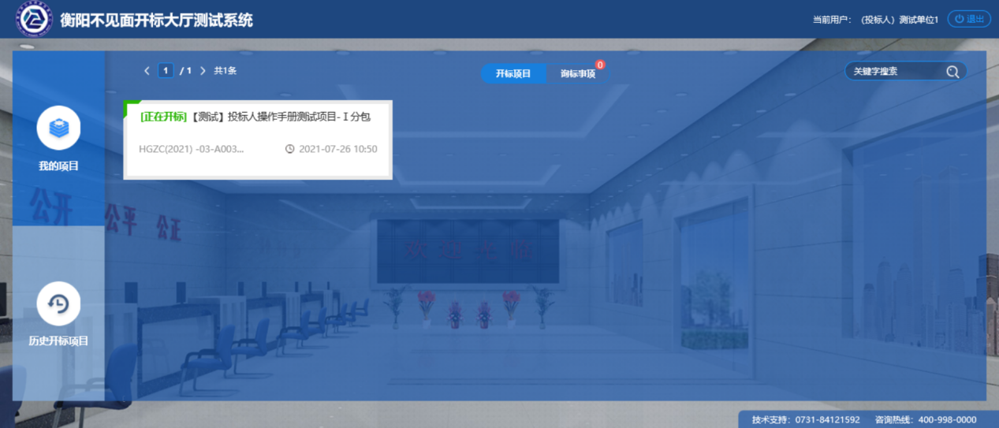 衡阳不见面开标大厅测试系统
当前用户： (投标人) 测试单位1
退出
1 / 1 共1条
开标项目
询标事项
0
关键字搜索
[正在开标]【测试】投标人操作手册测试项目-Ⅰ分包
HGZC(2021) -03-A003...
2021-07-26 10:50
我的项目
公开 公平 公正
欢迎光临
历史开标项目
技术支持：0731-84121592 咨询热线：400-998-0000